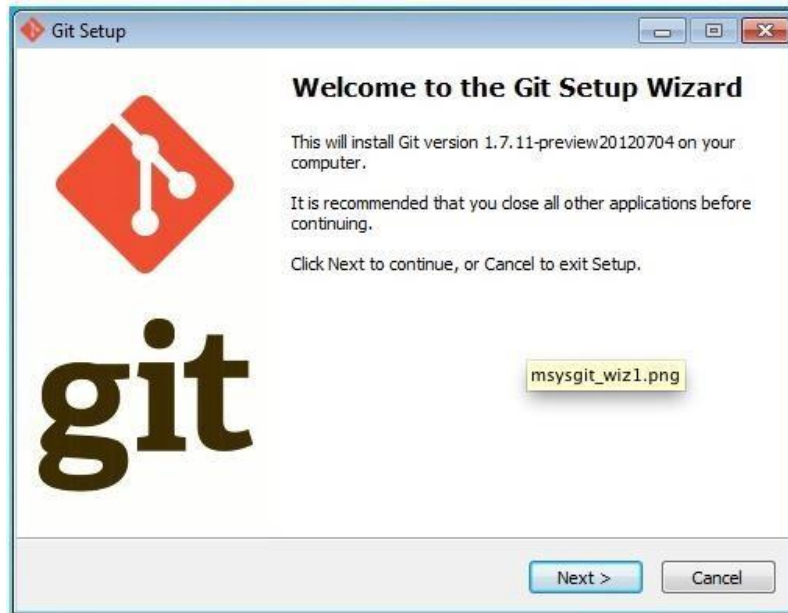 Git Setup
Welcome to the Git Setup Wizard
This will install Git version 1.7.11-preview20120704 on your
computer.
It is recommended that you close all other applications before
continuing.
Click Next to continue, or Cancel to exit Setup.
git
msysgit_wiz1.png
Next >
Cancel